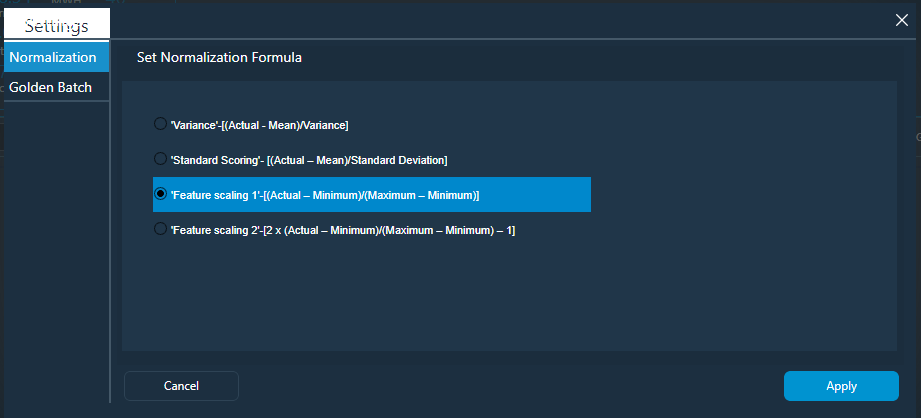 Settings
Normalization
Golden Batch
Set Normalization Formula
'Variance'-[(Actual - Mean)/Variance]
'Standard Scoring'- [(Actual – Mean)/Standard Deviation]
'Feature scaling 1'-[(Actual – Minimum)/(Maximum – Minimum)]
'Feature scaling 2'-[2 x (Actual – Minimum)/(Maximum – Minimum) – 1]
Cancel
Apply